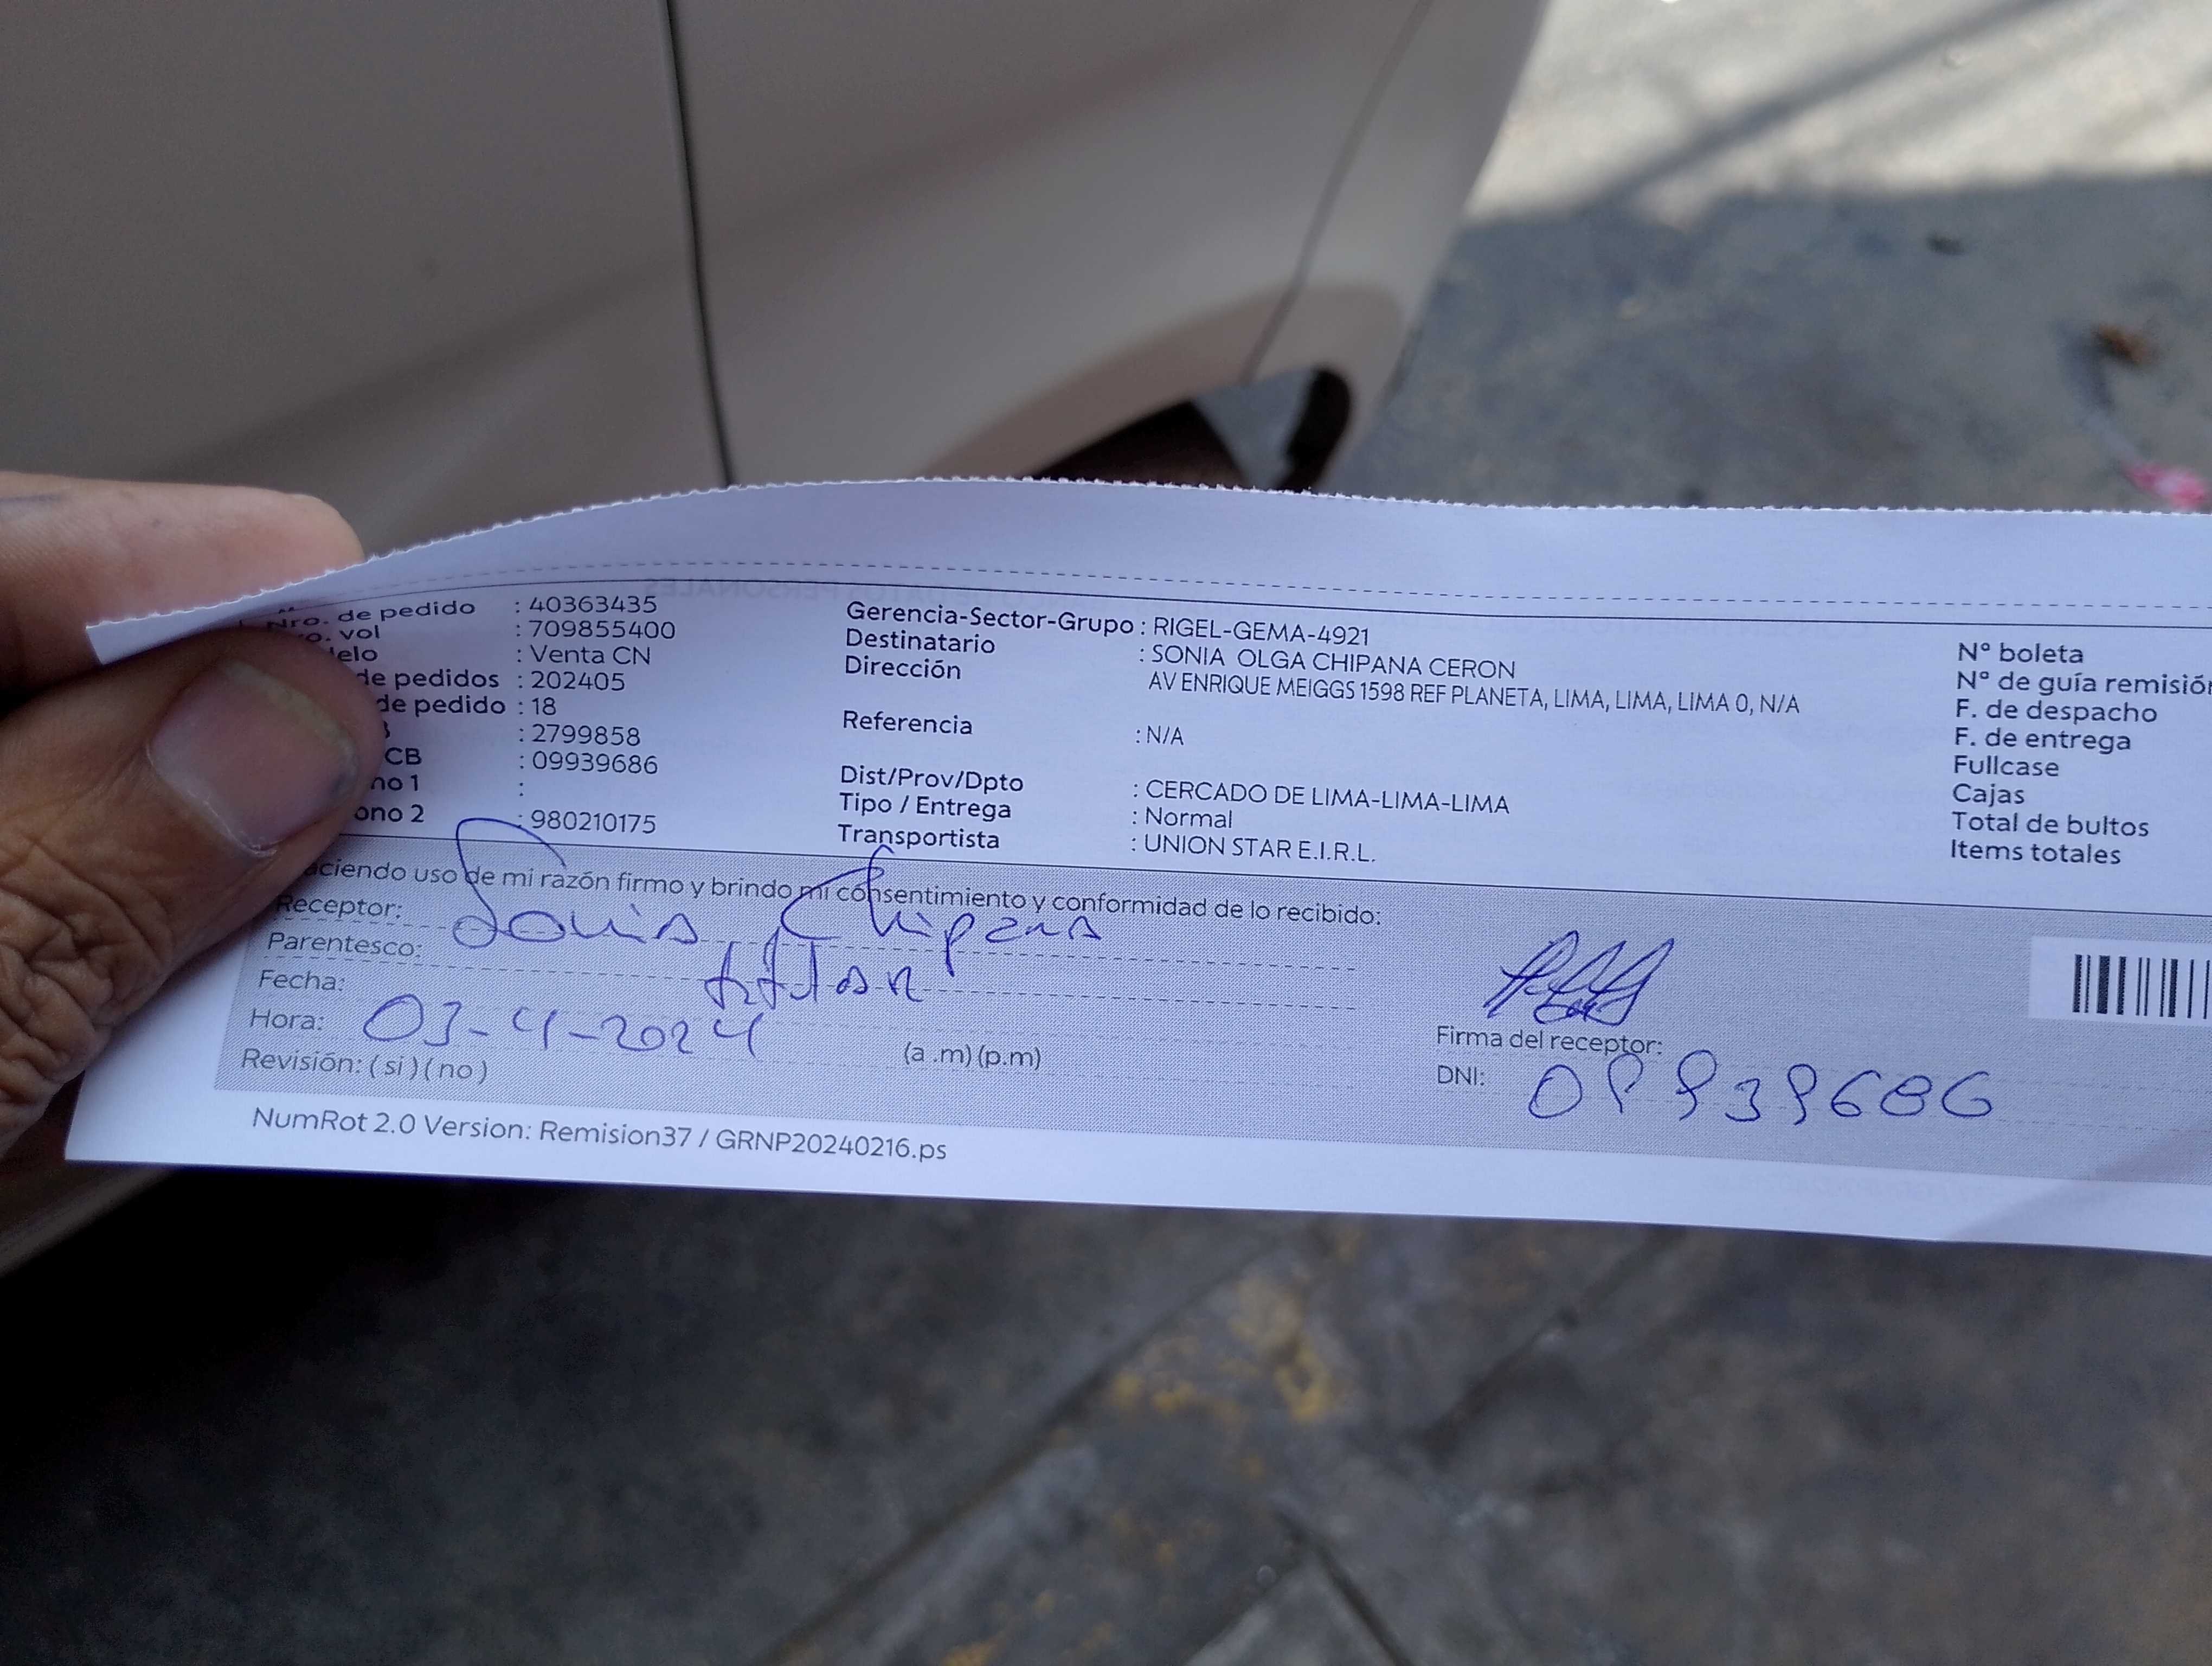 Nro. de pedido : 40363435
vol : 709855400
elo : Venta CN
de pedidos : 202405
de pedido : 18
: 2799858
CB : 09939686
no 1 :
ono 2 : 980210175
Gerencia-Sector-Grupo : RIGEL-GEMA-4921
Destinatario : SONIA OLGA CHIPANA CERON
Dirección AV ENRIQUE MEIGGS 1598 REF PLANETA, LIMA, LIMA, LIMA 0, N/A
Referencia : N/A
Dist/Prov/Dpto : CERCADO DE LIMA-LIMA-LIMA
Tipo / Entrega : Normal
Transportista : UNION STAR E.I.R.L.
N° boleta
N° de guía remisión
F. de despacho
F. de entrega
Fullcase
Cajas
Total de bultos
Items totales
aciendo uso de mi razón firmo y brindo mi consentimiento y conformidad de lo recibido:
Receptor: Sonia Chipana
Parentesco: titular
Fecha:
Hora: 03-4-2024 (a .m) (p.m)
Revisión: ( si ) ( no )
Firma del receptor:
DNI: 09939686
NumRot 2.0 Version: Remision37 / GRNP20240216.ps